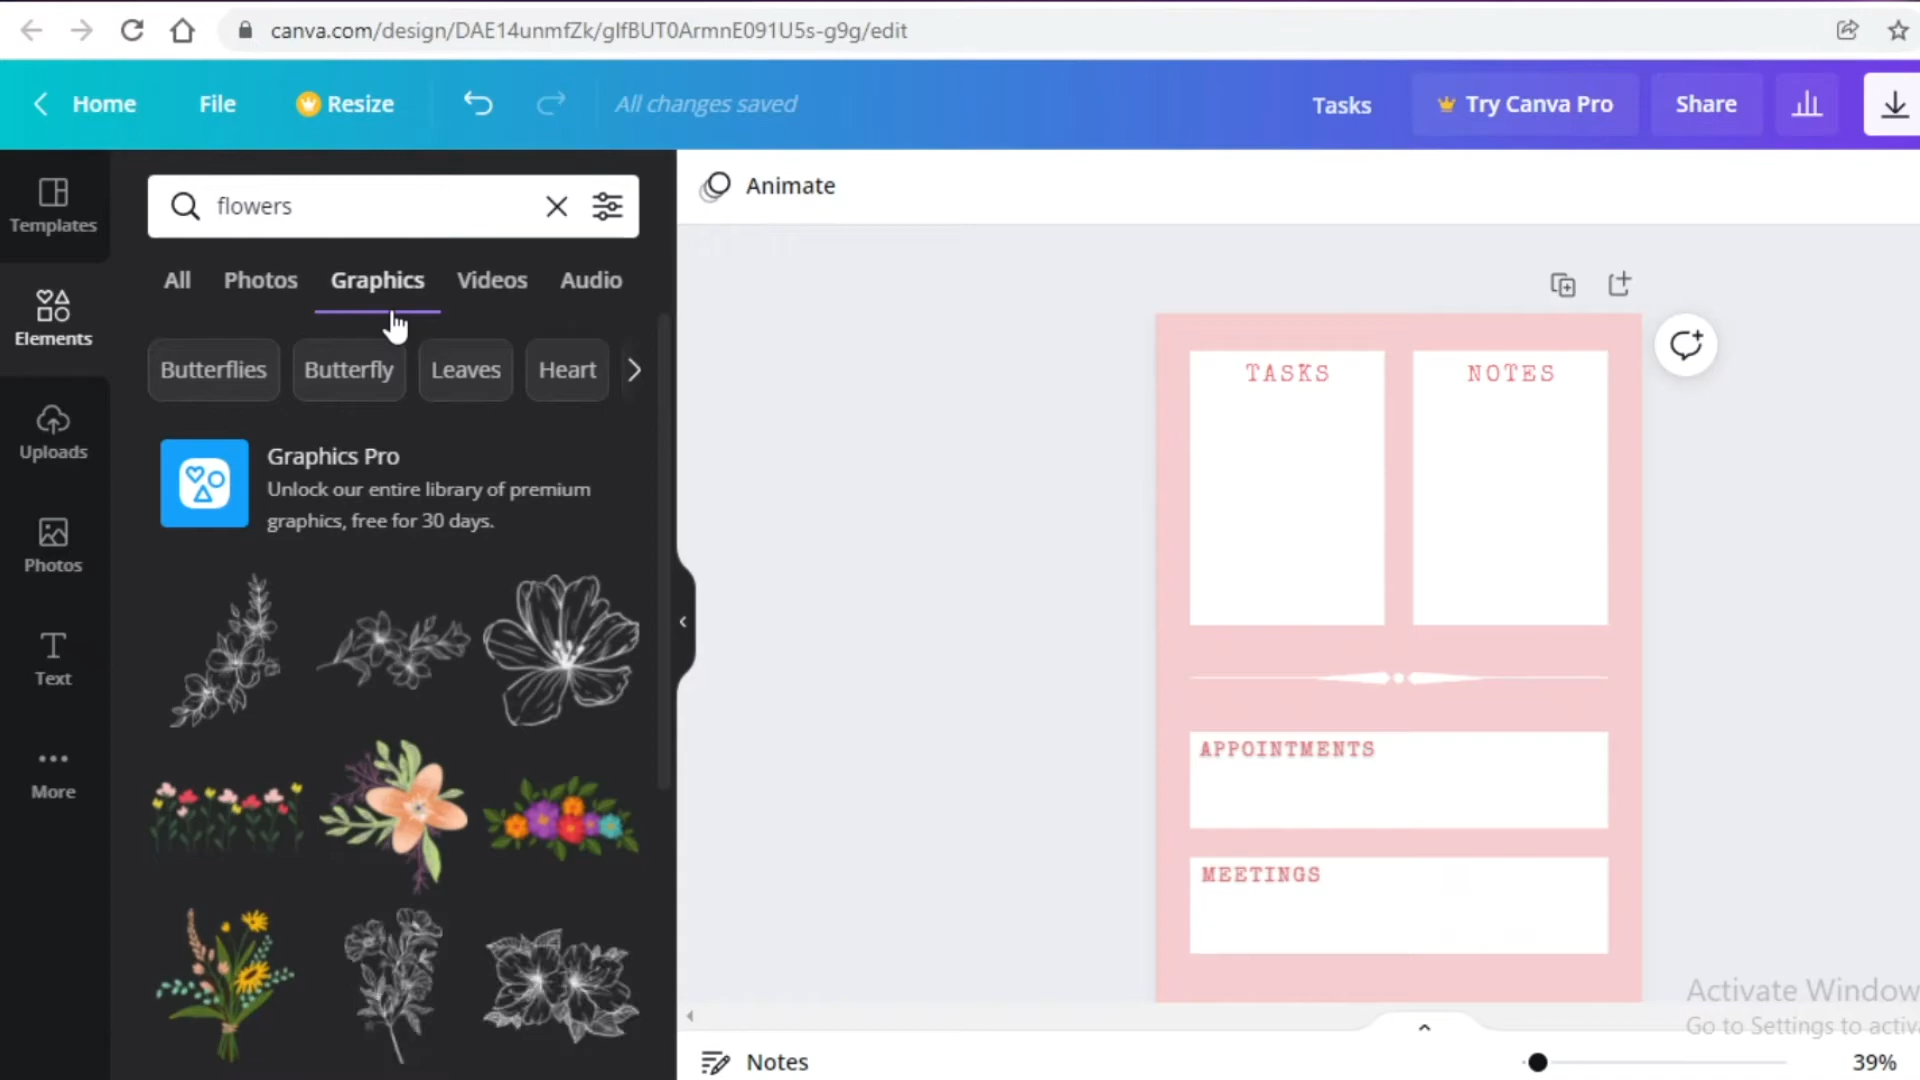 canva.com/design/DAE14unmfZk/glfBUT0ArmnE091U5s-g9g/edit
Home File Resize All changes saved Tasks Try Canva Pro Share
Templates
Elements
Uploads
Photos
Text
More
flowers
All Photos Graphics Videos Audio
Butterflies Butterfly Leaves Heart
Graphics Pro
Unlock our entire library of premium
graphics, free for 30 days.
Animate
TASKS NOTES
APPOINTMENTS
MEETINGS
Activate Window
Go to Settings to activa
Notes 39%